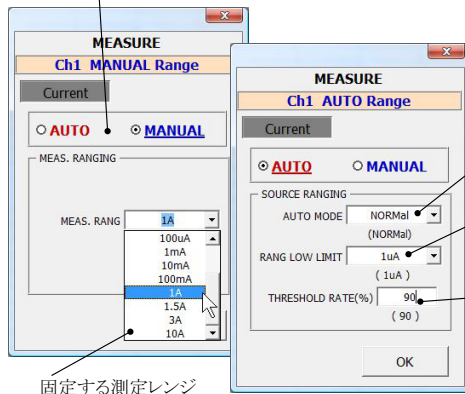 MEASURE
Ch1 MANUAL Range
Current
AUTO
MANUAL
MEAS. RANGING
MEAS. RANG
1A
100uA
1mA
10mA
100mA
1A
1.5A
3A
10A
固定する測定レンジ
MEASURE
Ch1 AUTO Range
Current
AUTO
MANUAL
SOURCE RANGING
AUTO MODE
NORMal
(NORMal)
RANG LOW LIMIT
1uA
( 1uA )
THRESHOLD RATE(%)
90
( 90 )
OK